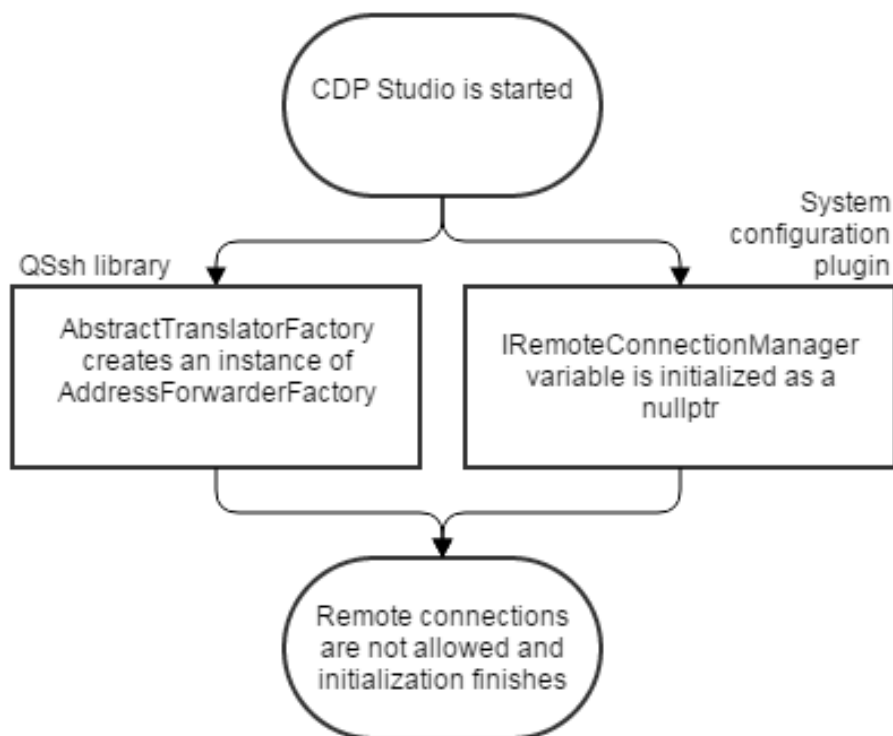 CDP Studio is started
System
configuration
plugin
QSsh library
AbstractTranslatorFactory
creates an instance of
AddressForwarderFactory
IRemoteConnectionManager
variable is initialized as a
nullptr
Remote connections
are not allowed and
initialization finishes